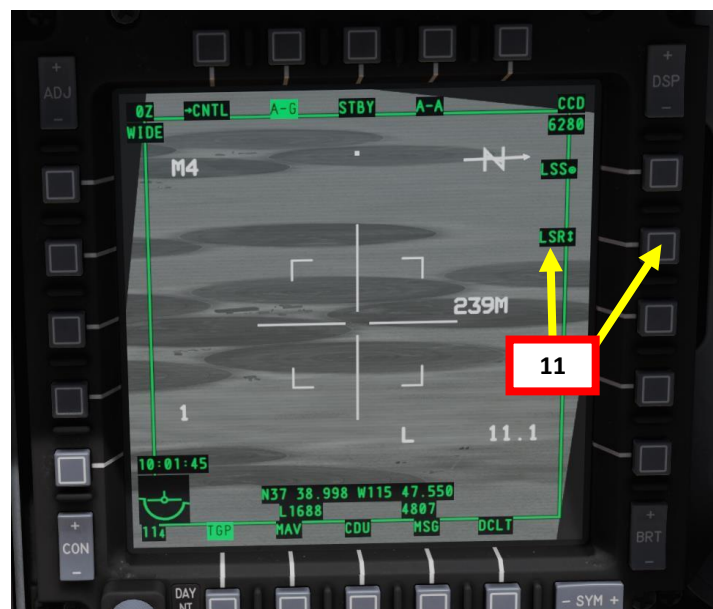 +
ADJ
-
+
DSP
-
0Z →CNTL A-G STBY A-A CCD
WIDE 6280
M4 N LSS●
LSR↕
239M
11
1
L 11.1
10:01:45
N37 38.998 W115 47.550
L1688 4807
TGP MAV CDU MSG DCLT
+
CON
-
+
BRT
-
DAY
NT
- SYM +